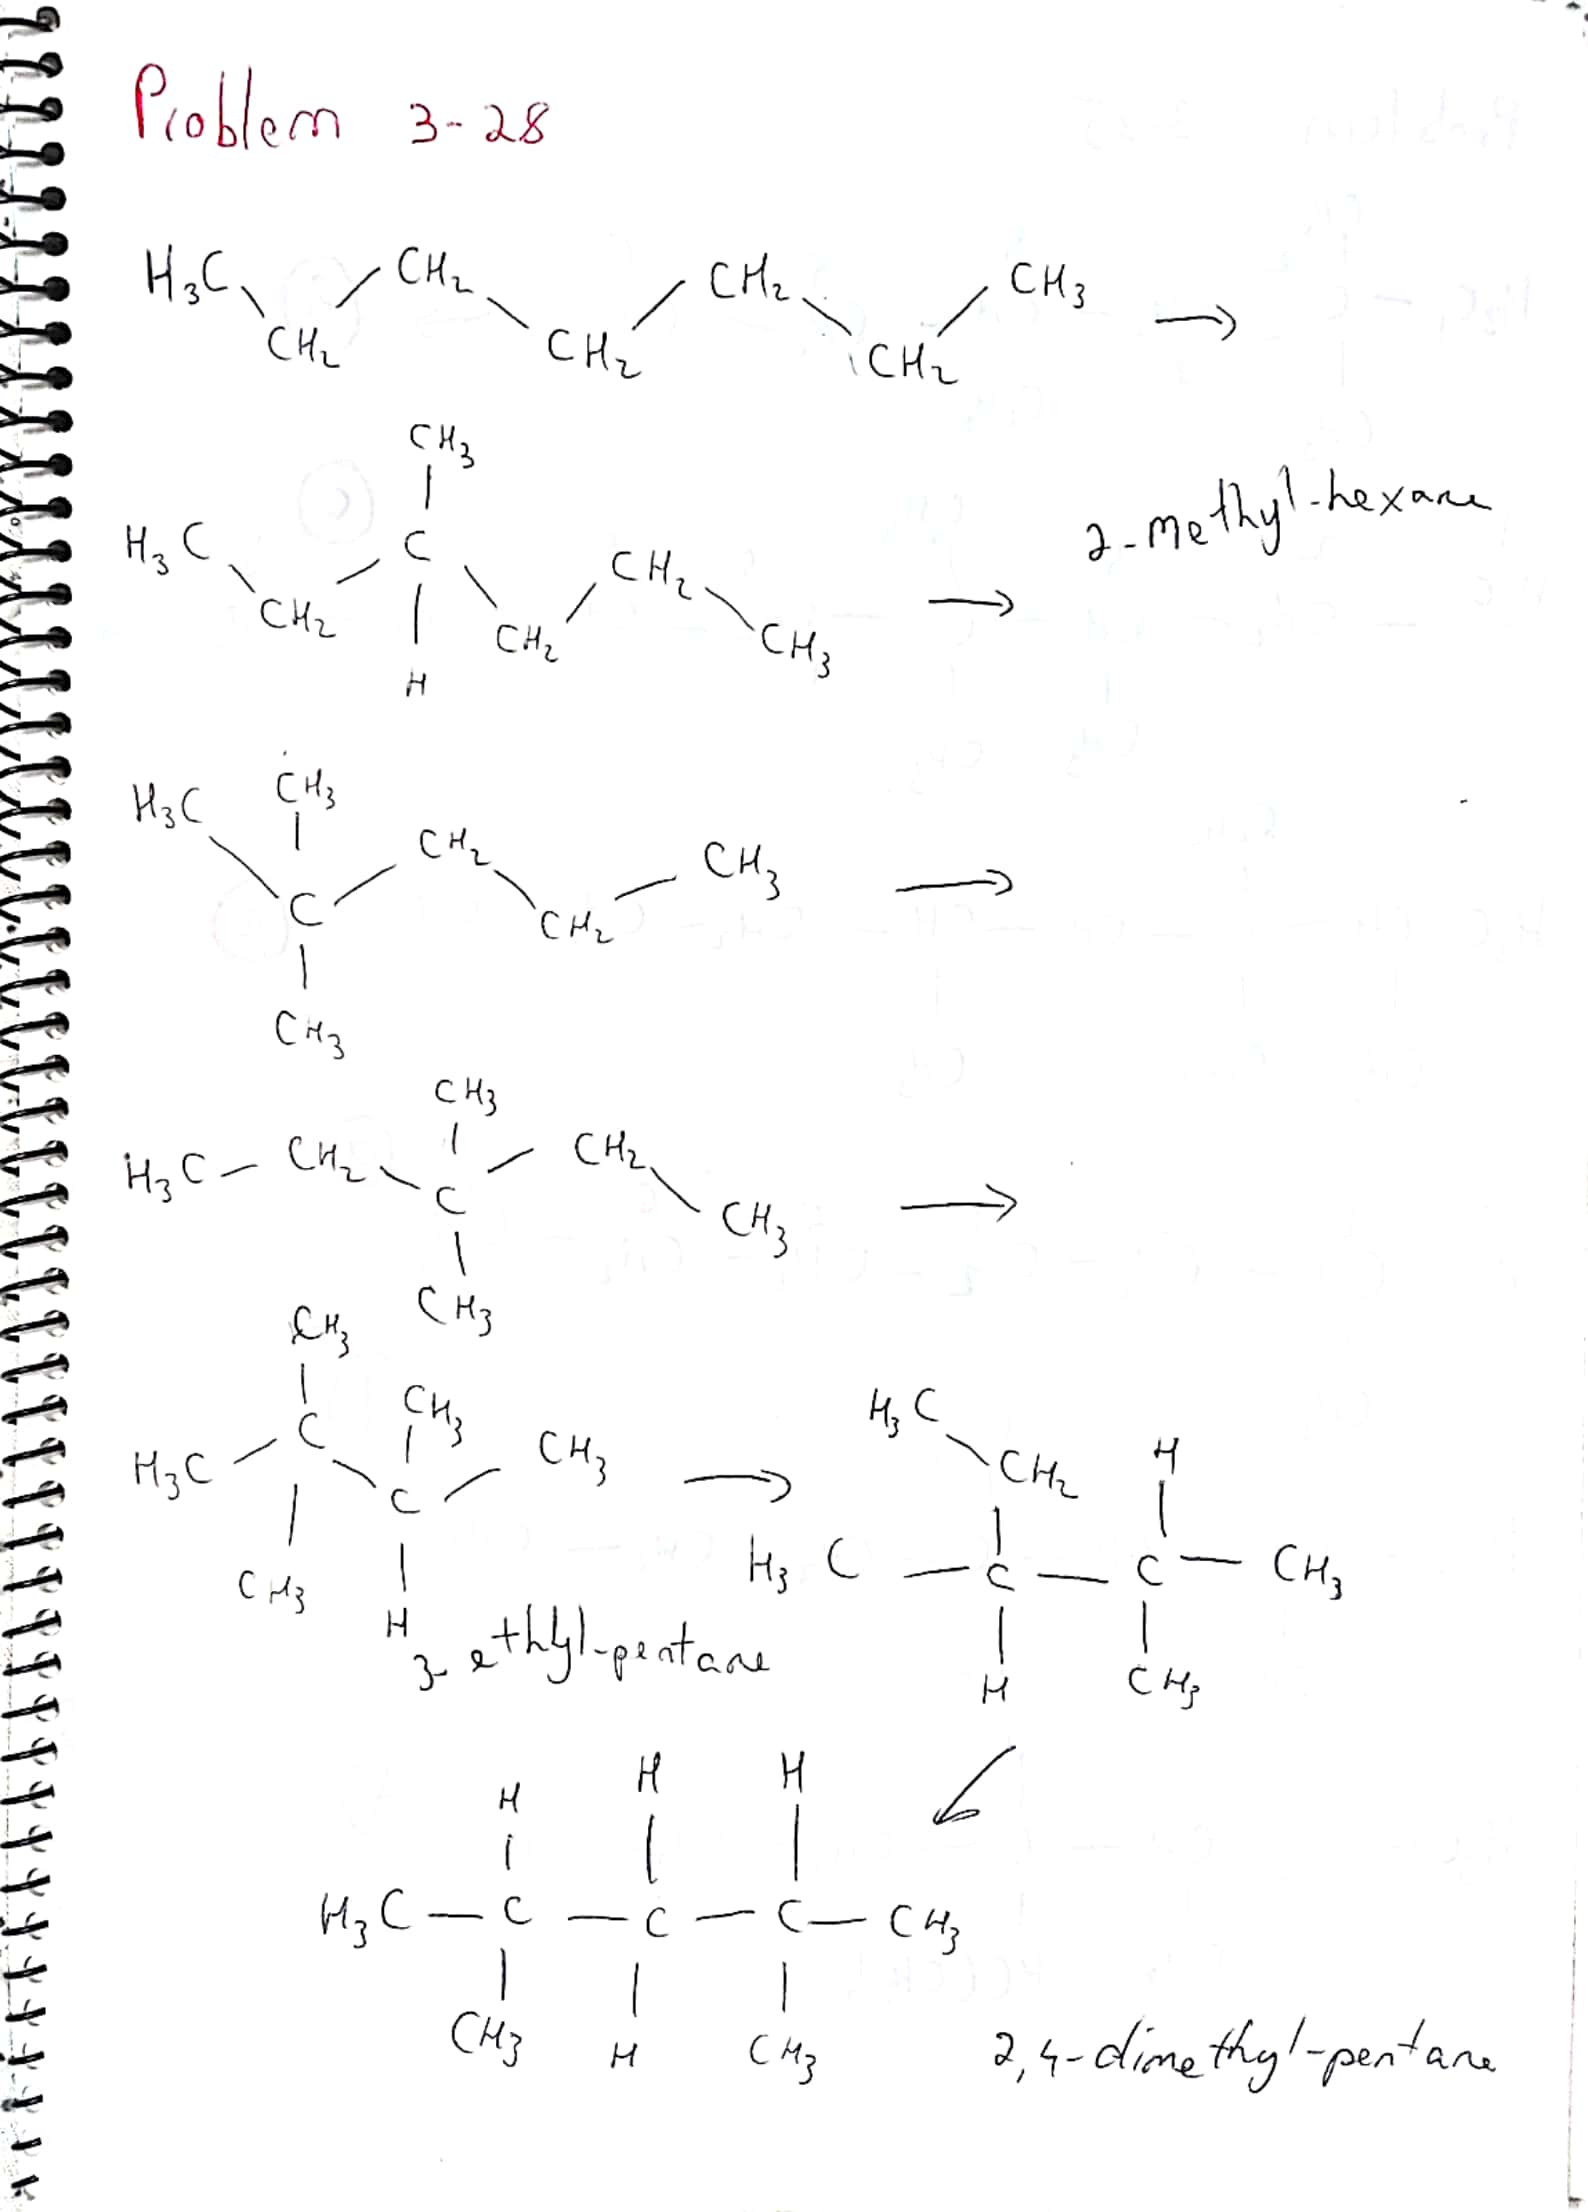 Problem 3-28
H3C CH2 CH2 CH3
CH2 CH2 CH2
CH3
2-methyl-hexane
H3C C CH2
CH2 CH2 CH3
H
H3C CH3
CH2 CH3
C CH2
CH3
CH3
H3C CH2 CH2
C CH3
CH3
CH3
H3C
C CH3 CH3 CH2 H
H3C C
H3C C C CH3
CH3 H
3-ethlyl-pentane
H CH3
H H H
H3C C C C CH3
CH3 H CH3
2,4-dimethyl-pentane